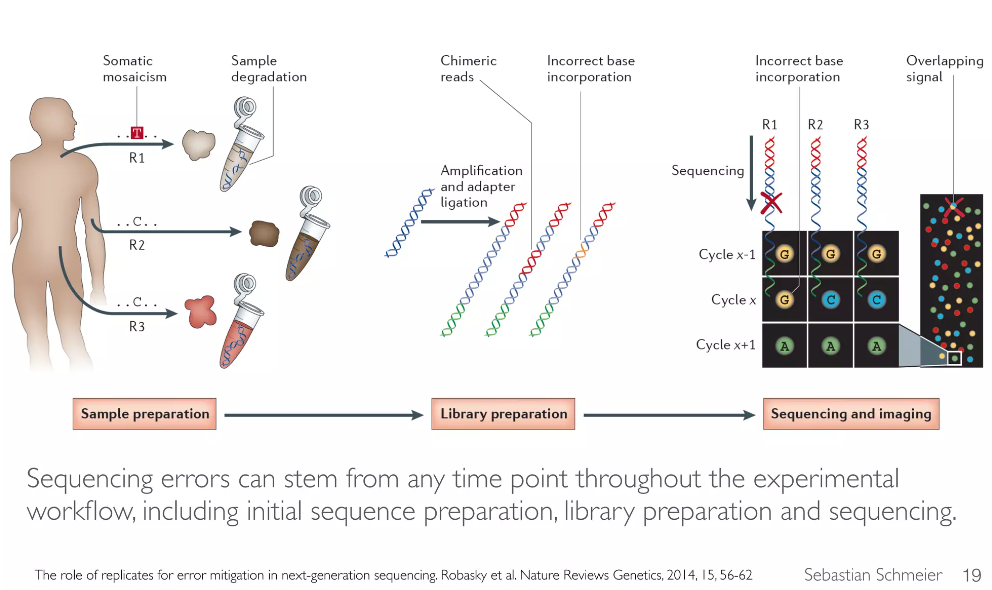 Somatic
mosaicism
Sample
degradation
Chimeric
reads
Incorrect base
incorporation
Incorrect base
incorporation
Overlapping
signal
. . T . .
R1
. . C . .
R2
. . C . .
R3
Amplification
and adapter
ligation
R1 R2 R3
Sequencing
Cycle x-1 G G G
Cycle x G C C
Cycle x+1 A A A
Sample preparation
Library preparation
Sequencing and imaging
Sequencing errors can stem from any time point throughout the experimental
workflow, including initial sequence preparation, library preparation and sequencing.
The role of replicates for error mitigation in next-generation sequencing. Robasky et al. Nature Reviews Genetics, 2014, 15, 56-62
Sebastian Schmeier 19